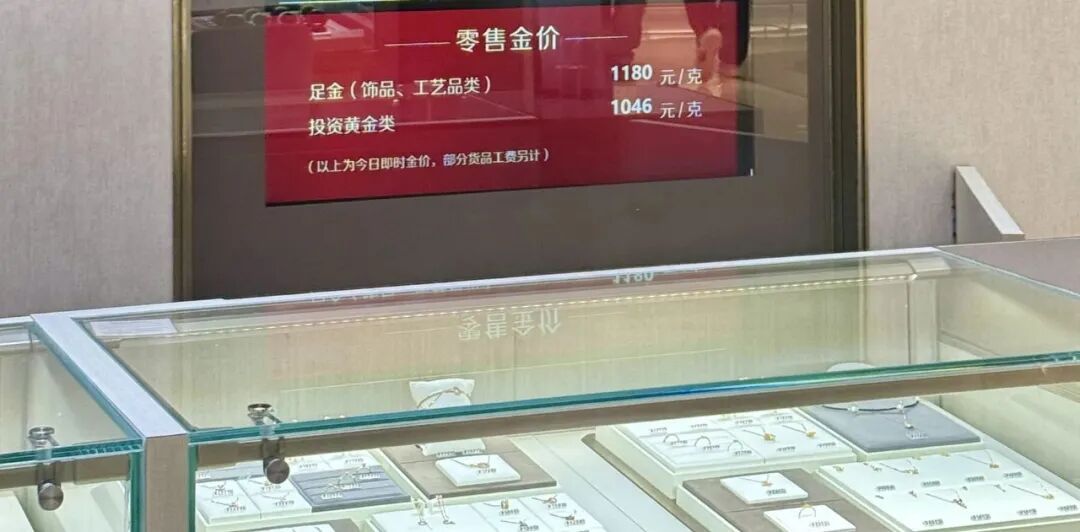 零售金价
足金(饰品、工艺品类) 1180 元/克
投资黄金类 1046 元/克
(以上为今日即时金价,部分货品工费另计)